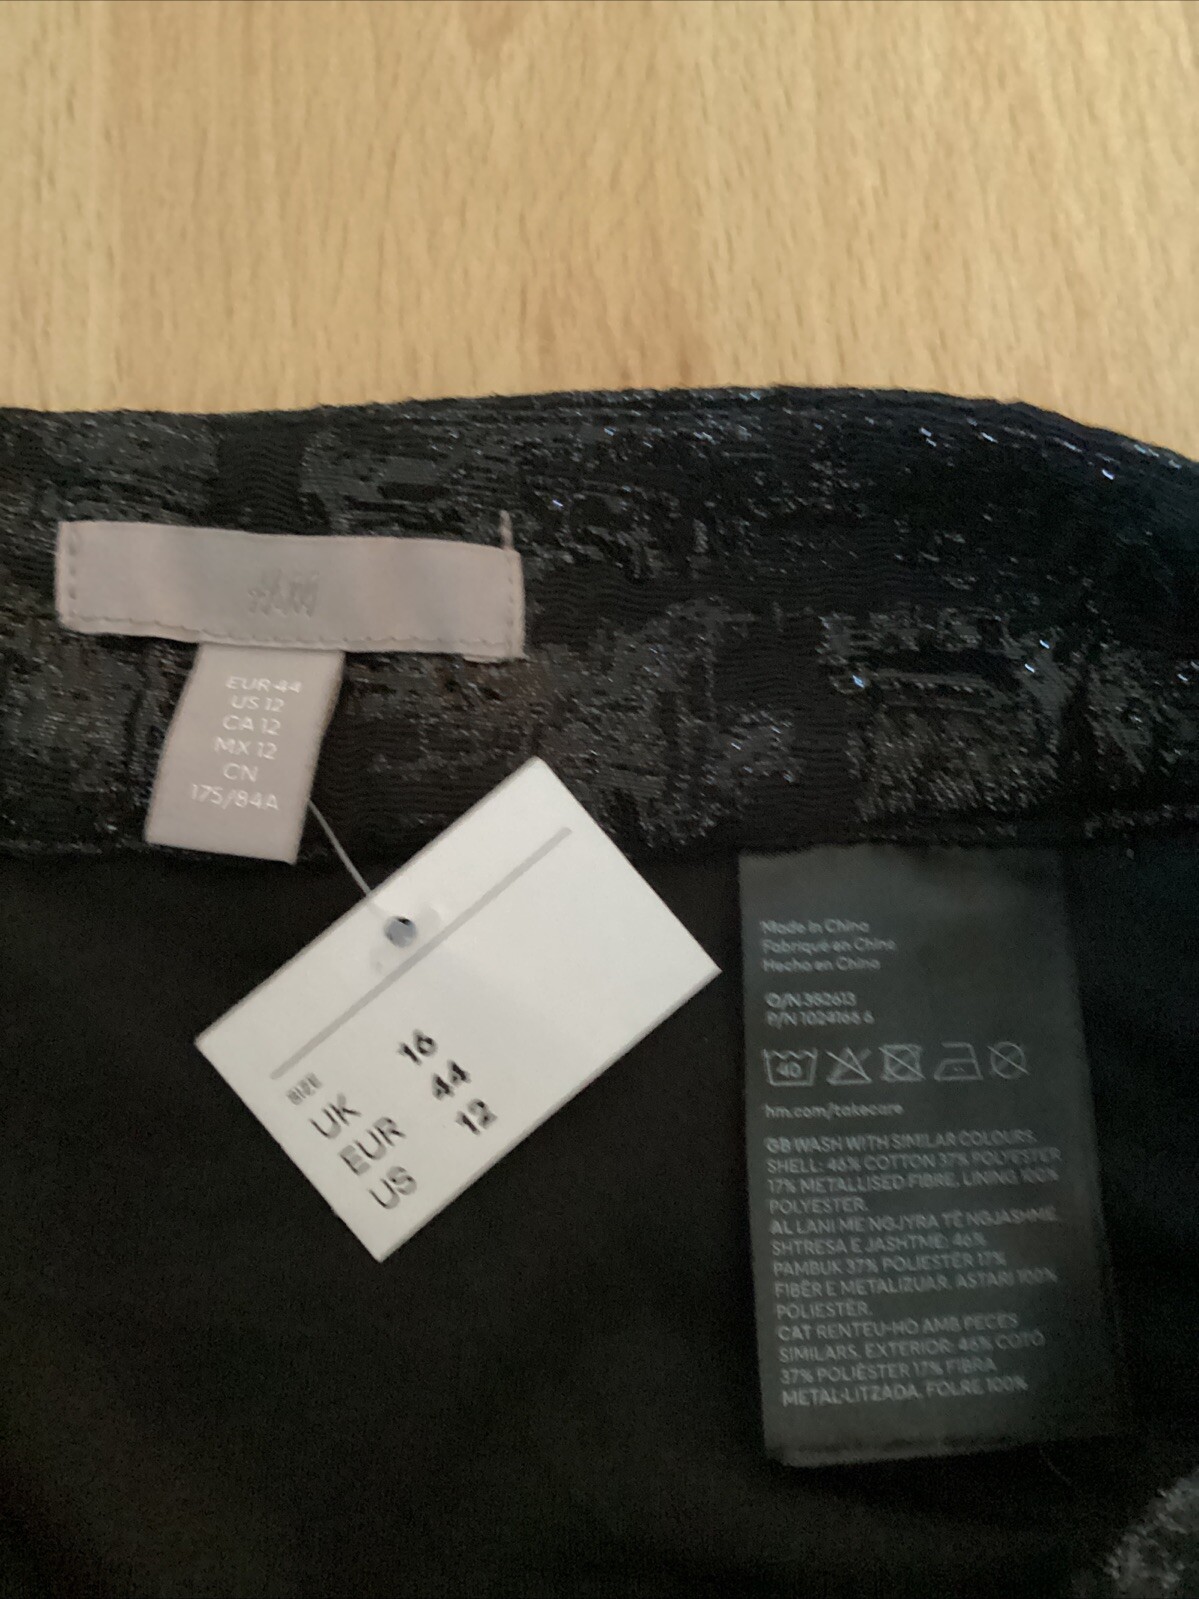 H&M
EUR 44
US 12
CA 12
MX 12
CN
175/84A
SIZE
UK 16
EUR 44
US 12
Made in China
Fabriqué en Chine
Hecho en China
O/N 382613
P/N 1024168 6
40
hm.com/takecare
GB WASH WITH SIMILAR COLOURS.
SHELL: 46% COTTON 37% POLYESTER
17% METALLISED FIBRE, LINING 100%
POLYESTER.
AL LANI ME NGJYRA TË NGJASHME.
SHTRESA E JASHTME: 46%
PAMBUK 37% POLIESTËR 17%
FIBËR E METALIZUAR, ASTARI 100%
POLIESTËR.
CAT RENTEU-HO AMB PECES
SIMILARS. EXTERIOR: 46% COTÓ
37% POLIÈSTER 17% FIBRA
METAL·LITZADA, FOLRE 100%